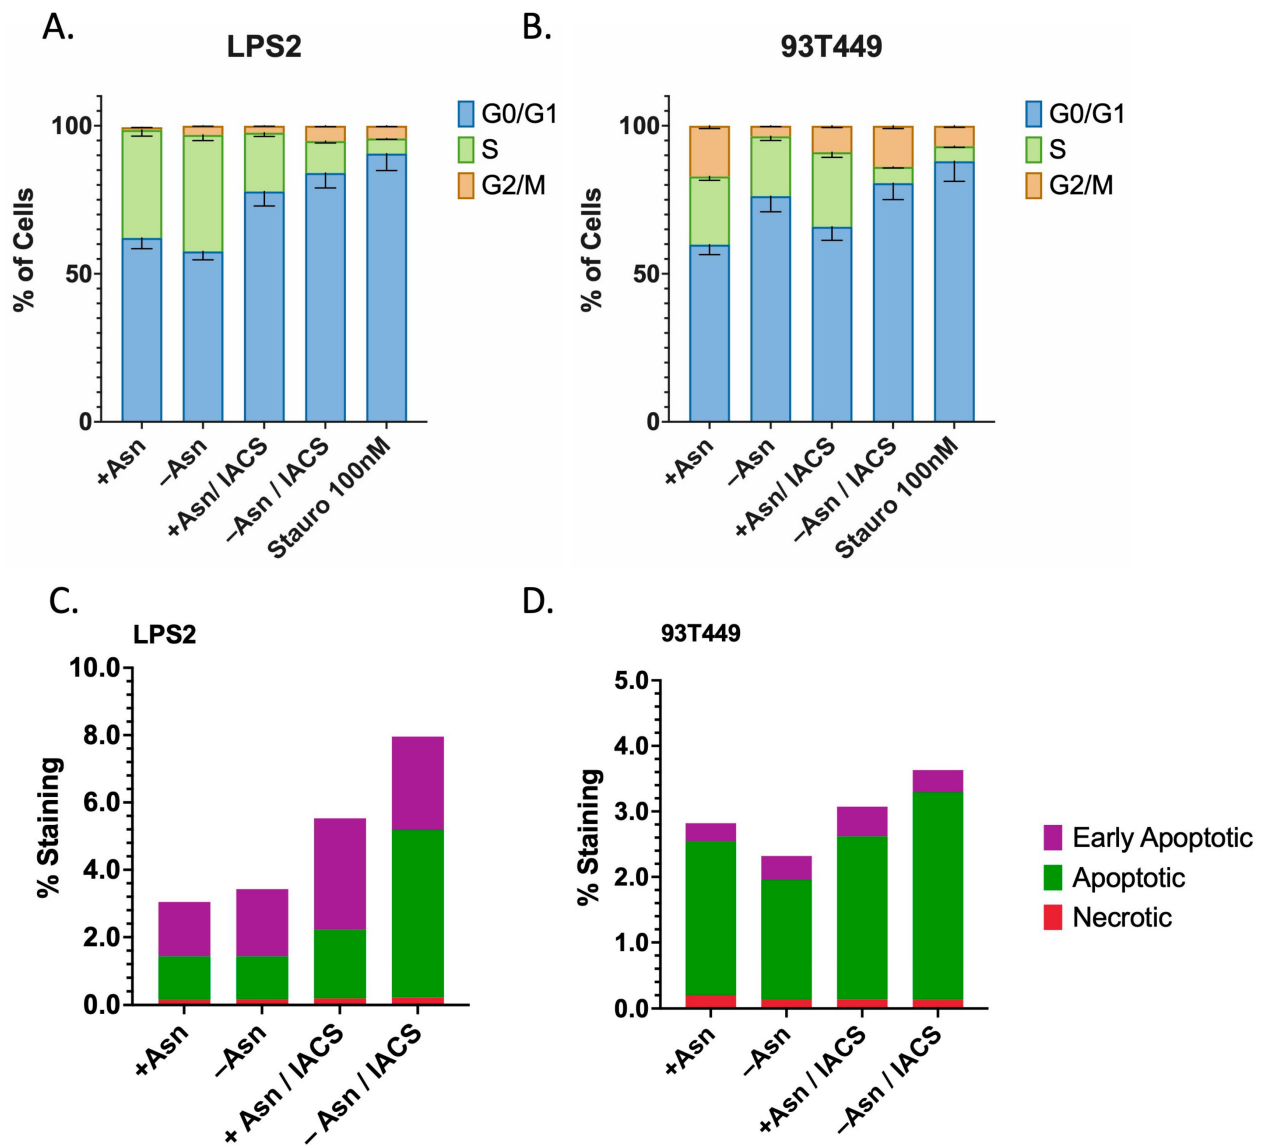 A.
LPS2
% of Cells
100
50
0
+Asn
–Asn
+Asn/ IACS
–Asn / IACS
Stauro 100nM
G0/G1
S
G2/M
B.
93T449
% of Cells
100
50
0
+Asn
–Asn
+Asn/ IACS
–Asn / IACS
Stauro 100nM
G0/G1
S
G2/M
C.
LPS2
% Staining
10.0
8.0
6.0
4.0
2.0
0.0
+Asn
–Asn
+ Asn / IACS
– Asn / IACS
D.
93T449
% Staining
5.0
4.0
3.0
2.0
1.0
0.0
+Asn
–Asn
+Asn / IACS
–Asn / IACS
Early Apoptotic
Apoptotic
Necrotic